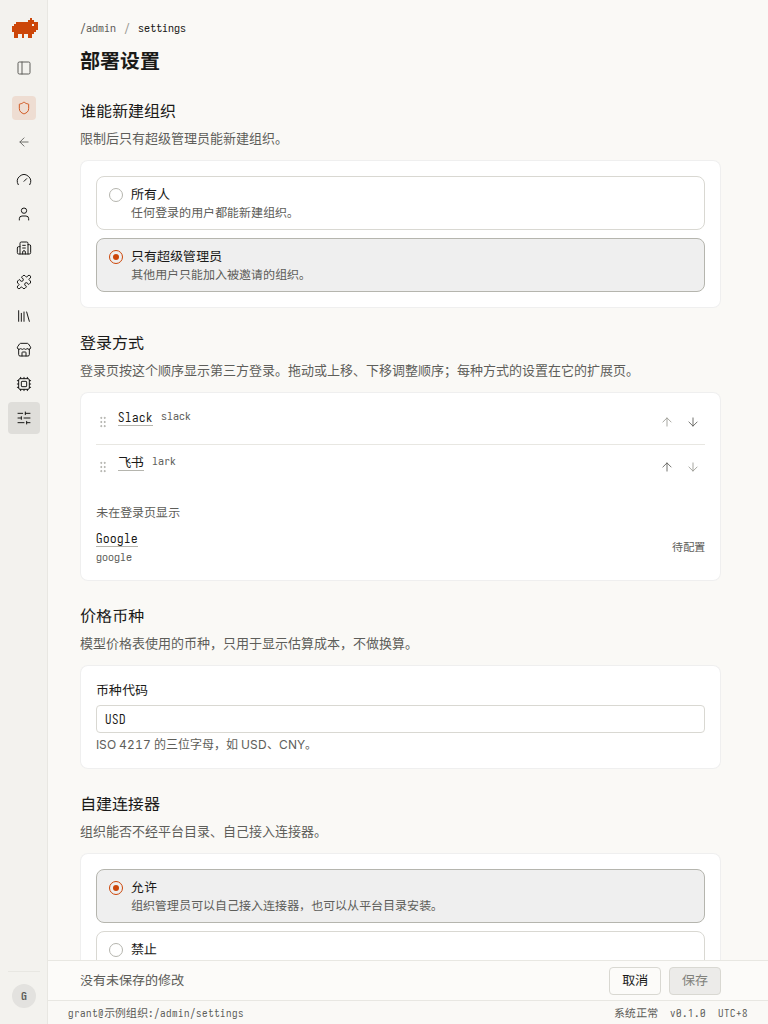 /admin / settings
部署设置
谁能新建组织
限制后只有超级管理员能新建组织。
所有人
任何登录的用户都能新建组织。
只有超级管理员
其他用户只能加入被邀请的组织。
登录方式
登录页按这个顺序显示第三方登录。拖动或上移、下移调整顺序；每种方式的设置在它的扩展页。
Slack slack
飞书 lark
未在登录页显示
Google
google
待配置
价格币种
模型价格表使用的币种，只用于显示估算成本，不做换算。
币种代码
USD
ISO 4217 的三位字母，如 USD、CNY。
自建连接器
组织能否不经平台目录、自己接入连接器。
允许
组织管理员可以自己接入连接器，也可以从平台目录安装。
禁止
没有未保存的修改
取消 保存
G
grant@示例组织:/admin/settings
系统正常 v0.1.0 UTC+8